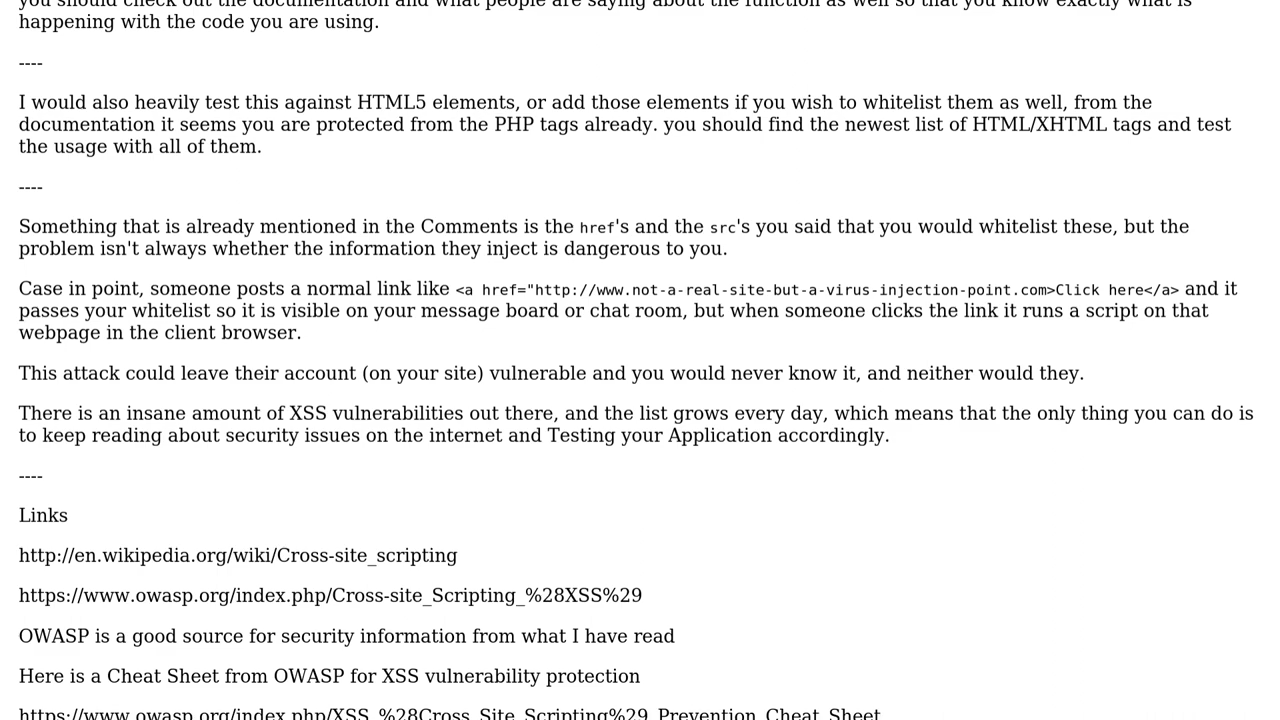 you should check out the documentation and what people are saying about the function as well so that you know exactly what is
happening with the code you are using.
----
I would also heavily test this against HTML5 elements, or add those elements if you wish to whitelist them as well, from the
documentation it seems you are protected from the PHP tags already. you should find the newest list of HTML/XHTML tags and test
the usage with all of them.
----
Something that is already mentioned in the Comments is the href's and the src's you said that you would whitelist these, but the
problem isn't always whether the information they inject is dangerous to you.
Case in point, someone posts a normal link like <a href="http://www.not-a-real-site-but-a-virus-injection-point.com>Click here</a> and it
passes your whitelist so it is visible on your message board or chat room, but when someone clicks the link it runs a script on that
webpage in the client browser.
This attack could leave their account (on your site) vulnerable and you would never know it, and neither would they.
There is an insane amount of XSS vulnerabilities out there, and the list grows every day, which means that the only thing you can do is
to keep reading about security issues on the internet and Testing your Application accordingly.
----
Links
http://en.wikipedia.org/wiki/Cross-site_scripting
https://www.owasp.org/index.php/Cross-site_Scripting_%28XSS%29
OWASP is a good source for security information from what I have read
Here is a Cheat Sheet from OWASP for XSS vulnerability protection
https://www.owasp.org/index.php/XSS_%28Cross_Site_Scripting%29_Prevention_Cheat_Sheet